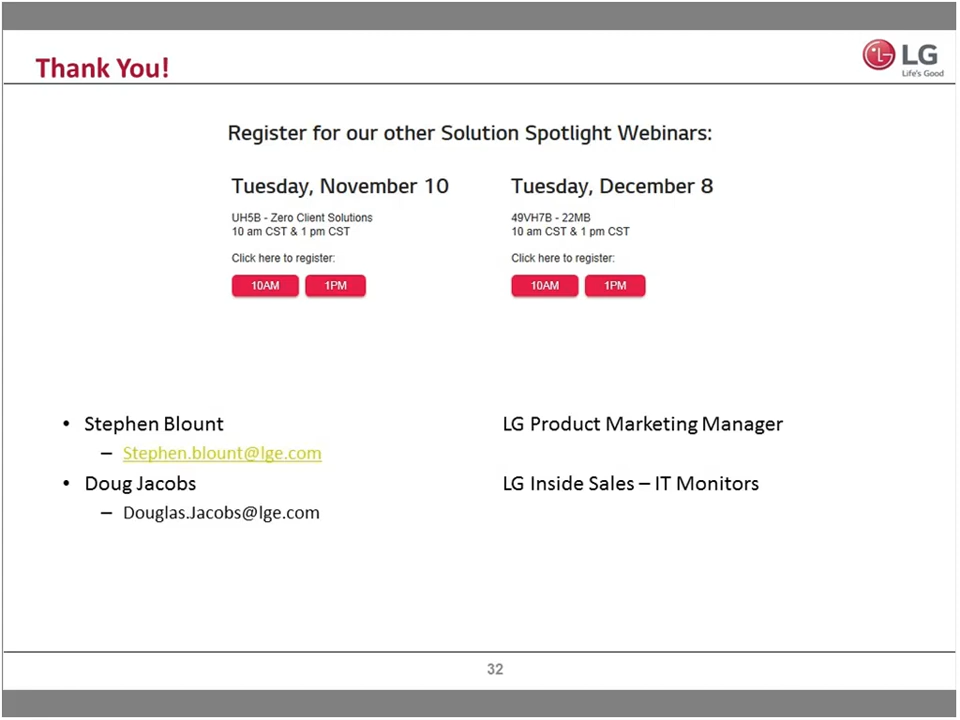 Thank You!
LG
Life's Good
Register for our other Solution Spotlight Webinars:
Tuesday, November 10
UH5B - Zero Client Solutions
10 am CST & 1 pm CST
Click here to register:
10AM 1PM
Tuesday, December 8
49VH7B - 22MB
10 am CST & 1 pm CST
Click here to register:
10AM 1PM
• Stephen Blount LG Product Marketing Manager
– Stephen.blount@lge.com
• Doug Jacobs LG Inside Sales – IT Monitors
– Douglas.Jacobs@lge.com
32